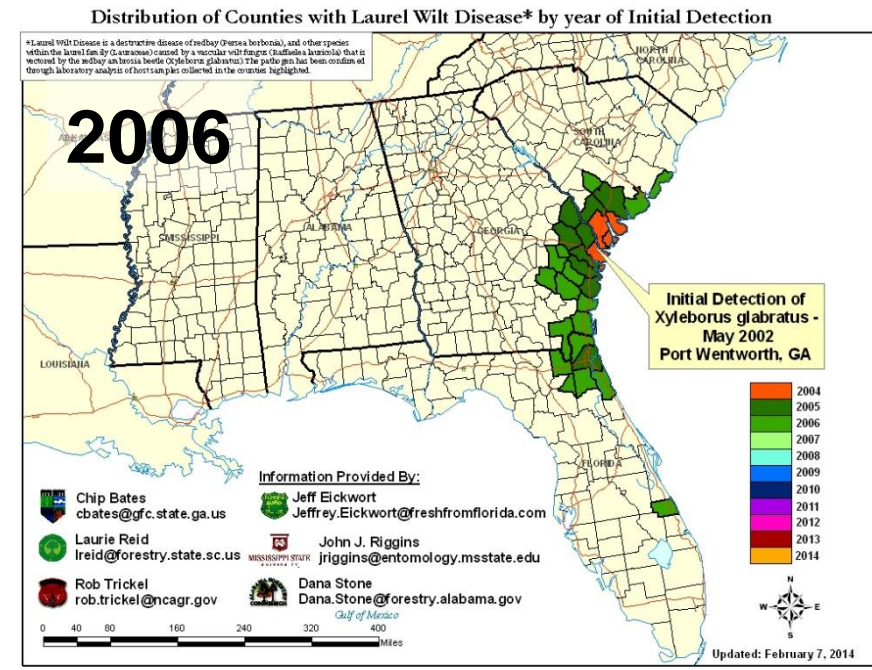 Distribution of Counties with Laurel Wilt Disease* by year of Initial Detection
*Laurel Wilt Disease is a destructive disease of redbay (Persea borbonia), and other species
within the laurel family (Lauraceae) caused by a vascular wilt fungus (Raffaelea lauricola) that is
vectored by the redbay ambrosia beetle (Xyleborus glabratus). The pathogen has been confirmed
through laboratory analysis of host samples collected in the counties highlighted.
2006
ARKANSAS
NORTH
CAROLINA
SOUTH
CAROLINA
MISSISSIPPI
ALABAMA
GEORGIA
LOUISIANA
FLORIDA
Initial Detection of
Xyleborus glabratus -
May 2002
Port Wentworth, GA
2004
2005
2006
2007
2008
2009
2010
2011
2012
2013
2014
Information Provided By:
Chip Bates
cbates@gfc.state.ga.us
Jeff Eickwort
Jeffrey.Eickwort@freshfromflorida.com
Laurie Reid
lreid@forestry.state.sc.us
MISSISSIPPI STATE
UNIVERSITY
John J. Riggins
jriggins@entomology.msstate.edu
Rob Trickel
rob.trickel@ncagr.gov
Dana Stone
Dana.Stone@forestry.alabama.gov
Gulf of Mexico
0 40 80 160 240 320 400
Miles
N
W E
S
Updated: February 7, 2014